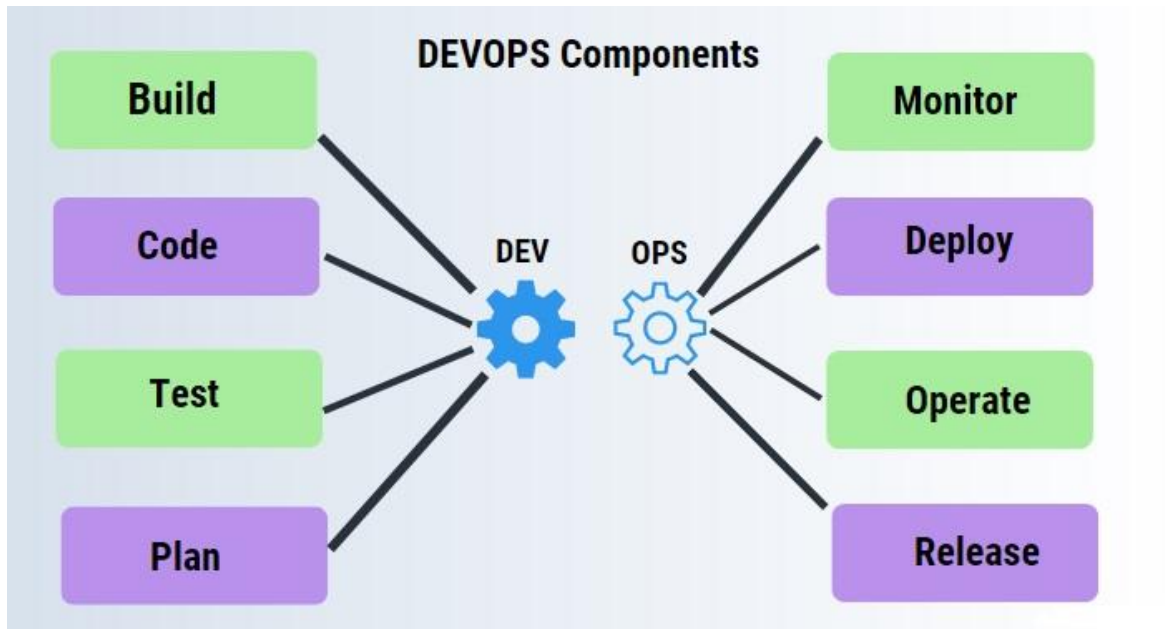 DEVOPS Components
Build
Code
Test
Plan
DEV
OPS
Monitor
Deploy
Operate
Release